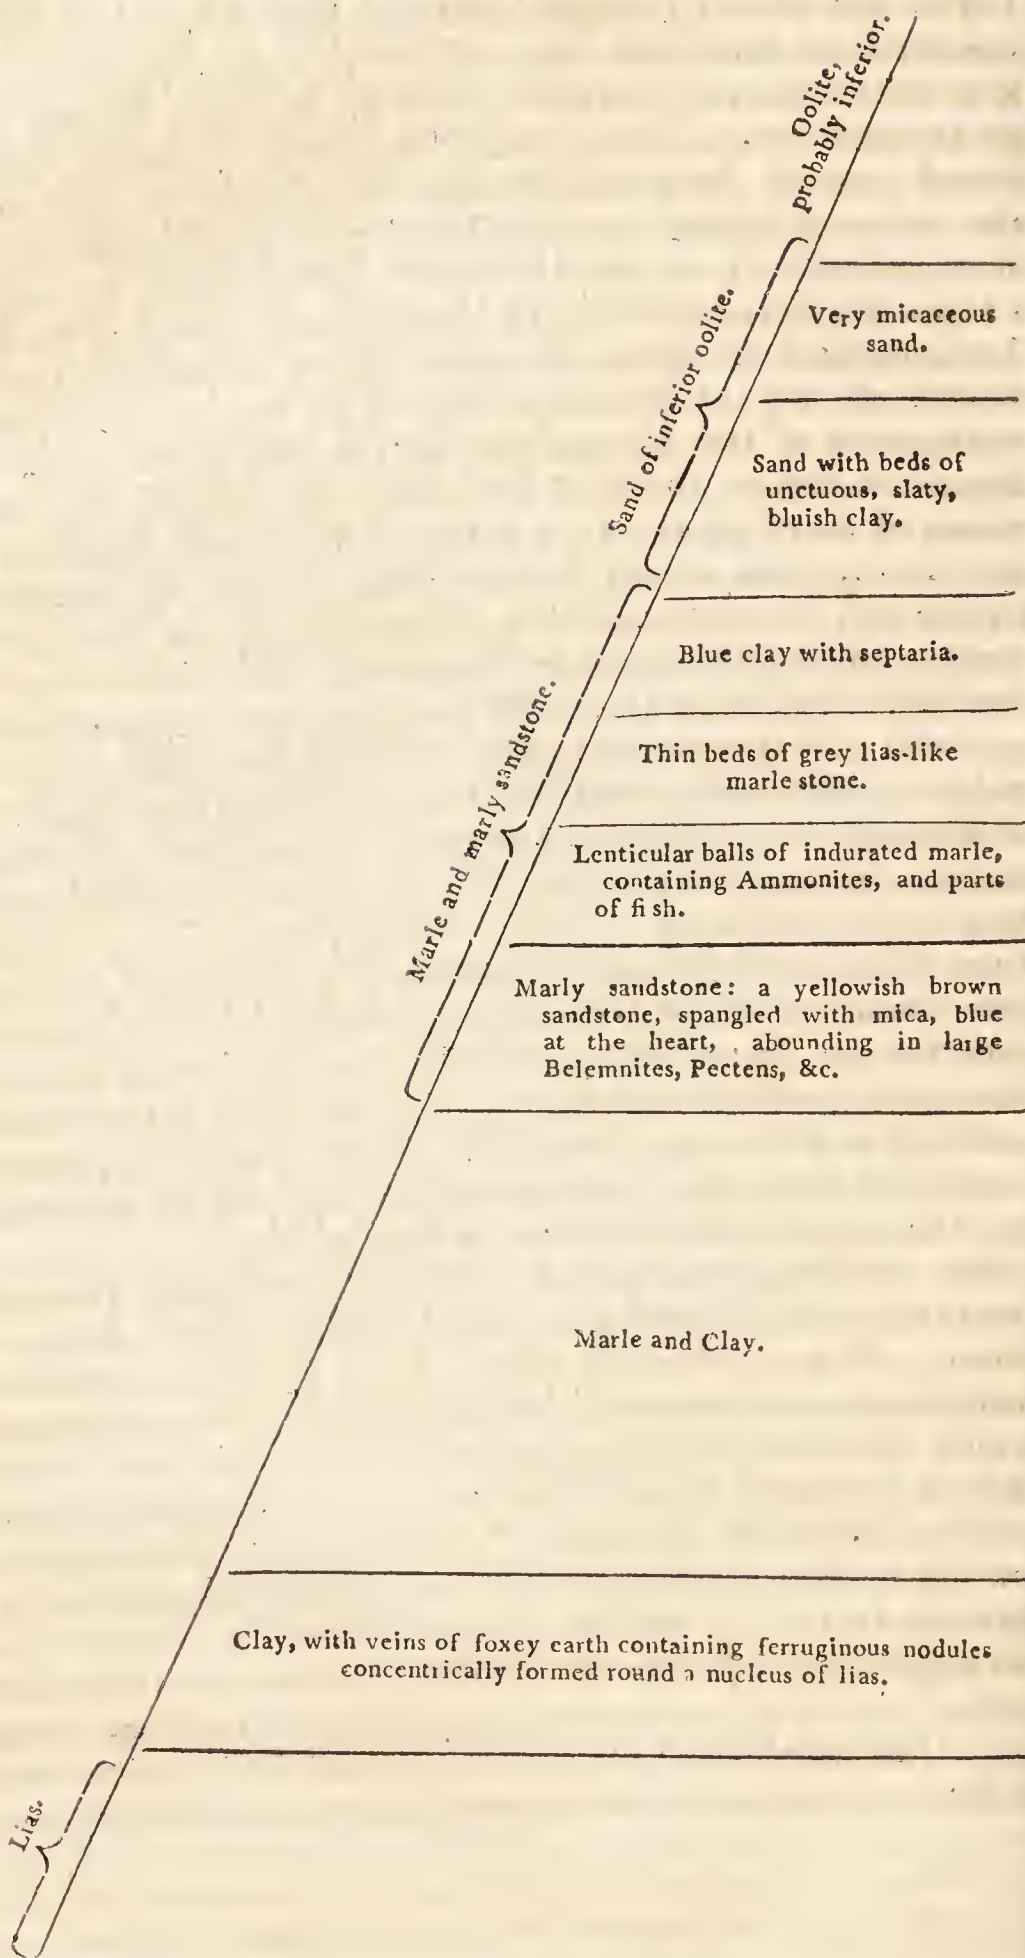 Oolite,
probably inferior.
Sand of inferior oolite.
Very micaceous
sand.
Sand with beds of
unctuous, slaty,
bluish clay.
Marle and marly sandstone.
Blue clay with septaria.
Thin beds of grey lias-like
marle stone.
Lenticular balls of indurated marle,
containing Ammonites, and parts
of fish.
Marly sandstone: a yellowish brown
sandstone, spangled with mica, blue
at the heart, abounding in large
Belemnites, Pectens, &c.
Marle and Clay.
Clay, with veins of foxey earth containing ferruginous nodules
concentrically formed round a nucleus of lias.
Lias.